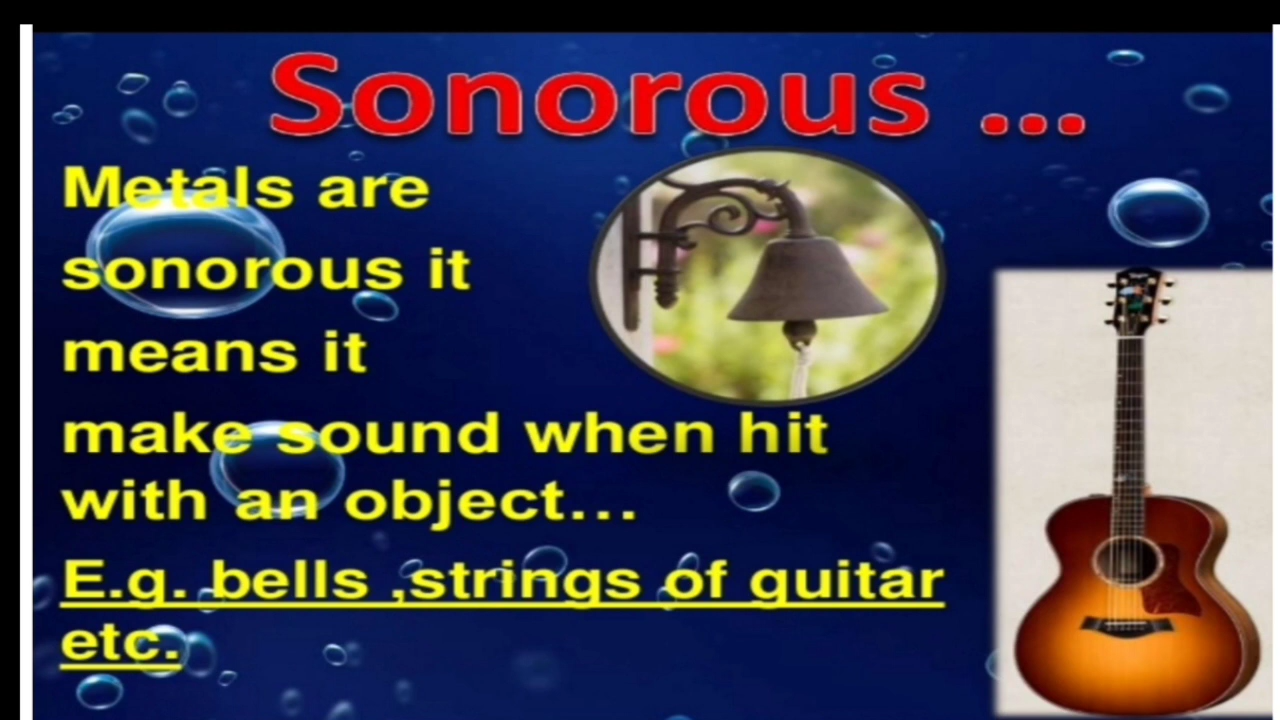 Sonorous ...
Metals are
sonorous it
means it
make sound when hit
with an object...
E.g. bells ,strings of guitar
etc.